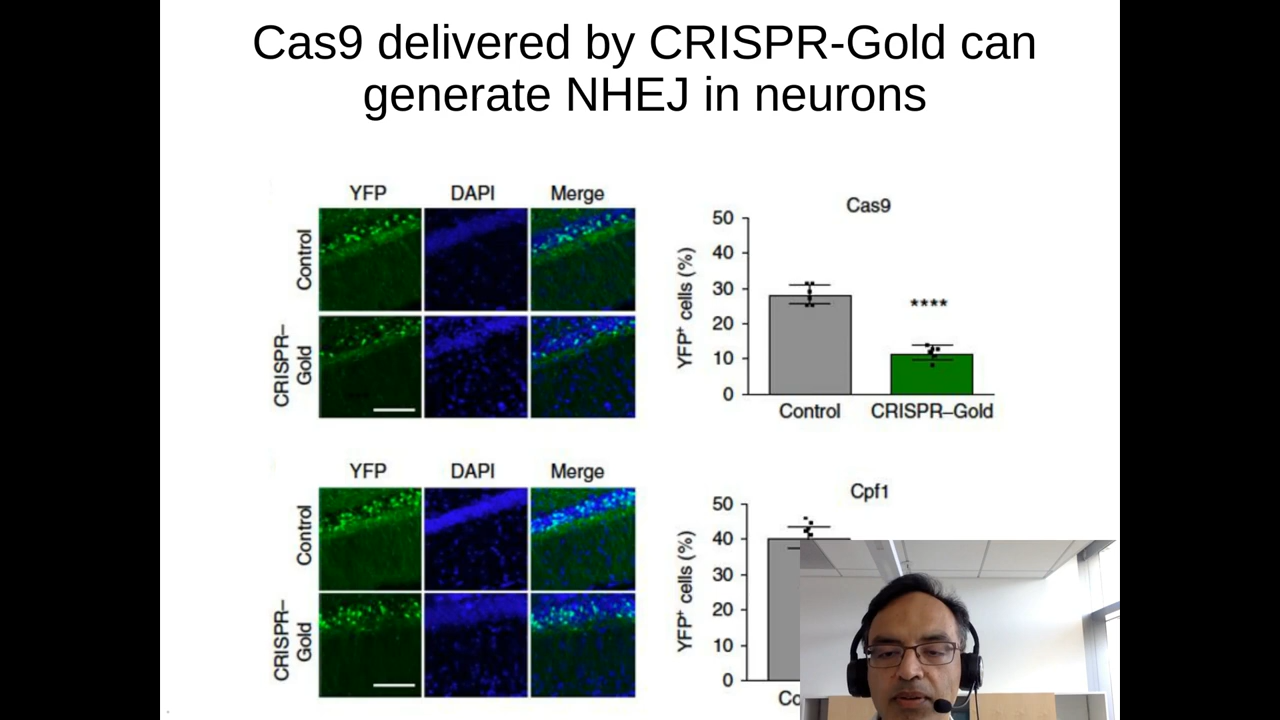 Cas9 delivered by CRISPR-Gold can
generate NHEJ in neurons
YFP DAPI Merge
Control
CRISPR–
Gold
Cas9
50
40
30
20
10
0
YFP⁺ cells (%)
****
Control CRISPR–Gold
YFP DAPI Merge
Control
CRISPR–
Gold
Cpf1
50
40
30
20
10
0
YFP⁺ cells (%)